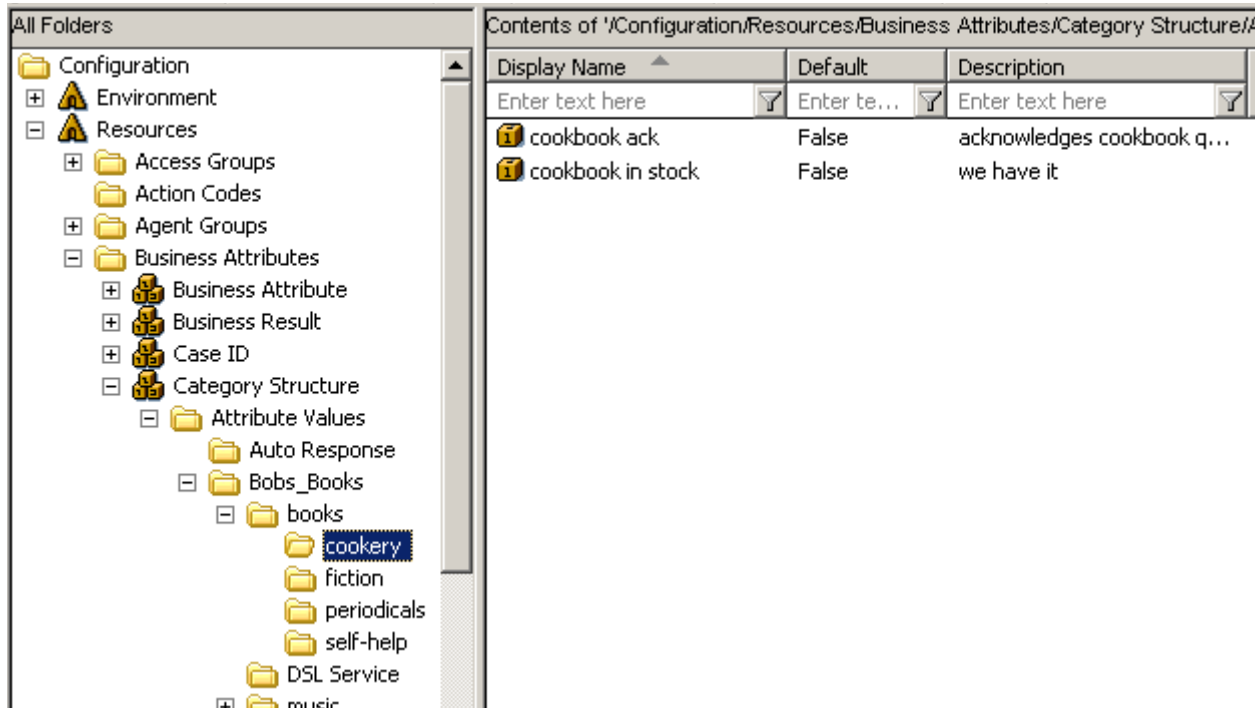 All Folders
Configuration
Environment
Resources
Access Groups
Action Codes
Agent Groups
Business Attributes
Business Attribute
Business Result
Case ID
Category Structure
Attribute Values
Auto Response
Bobs_Books
books
cookery
fiction
periodicals
self-help
DSL Service
music
Contents of '/Configuration/Resources/Business Attributes/Category Structure/A
Display Name Default Description
Enter text here Enter te... Enter text here
cookbook ack False acknowledges cookbook q...
cookbook in stock False we have it